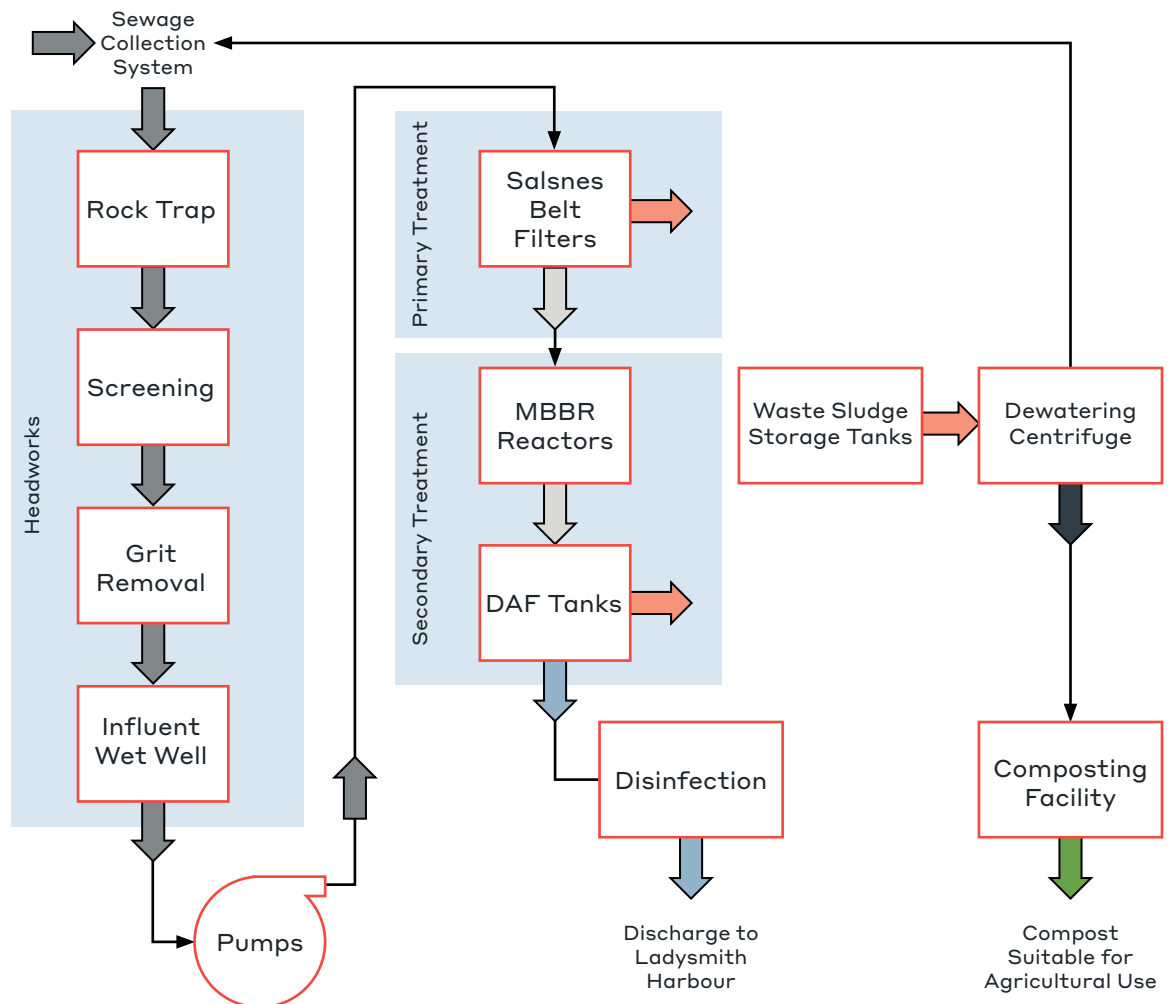 Sewage
Collection
System
Headworks
Rock Trap
Screening
Grit
Removal
Influent
Wet Well
Pumps
Primary Treatment
Salsnes
Belt
Filters
Secondary Treatment
MBBR
Reactors
DAF Tanks
Disinfection
Discharge to
Ladysmith
Harbour
Waste Sludge
Storage Tanks
Dewatering
Centrifuge
Composting
Facility
Compost
Suitable for
Agricultural Use